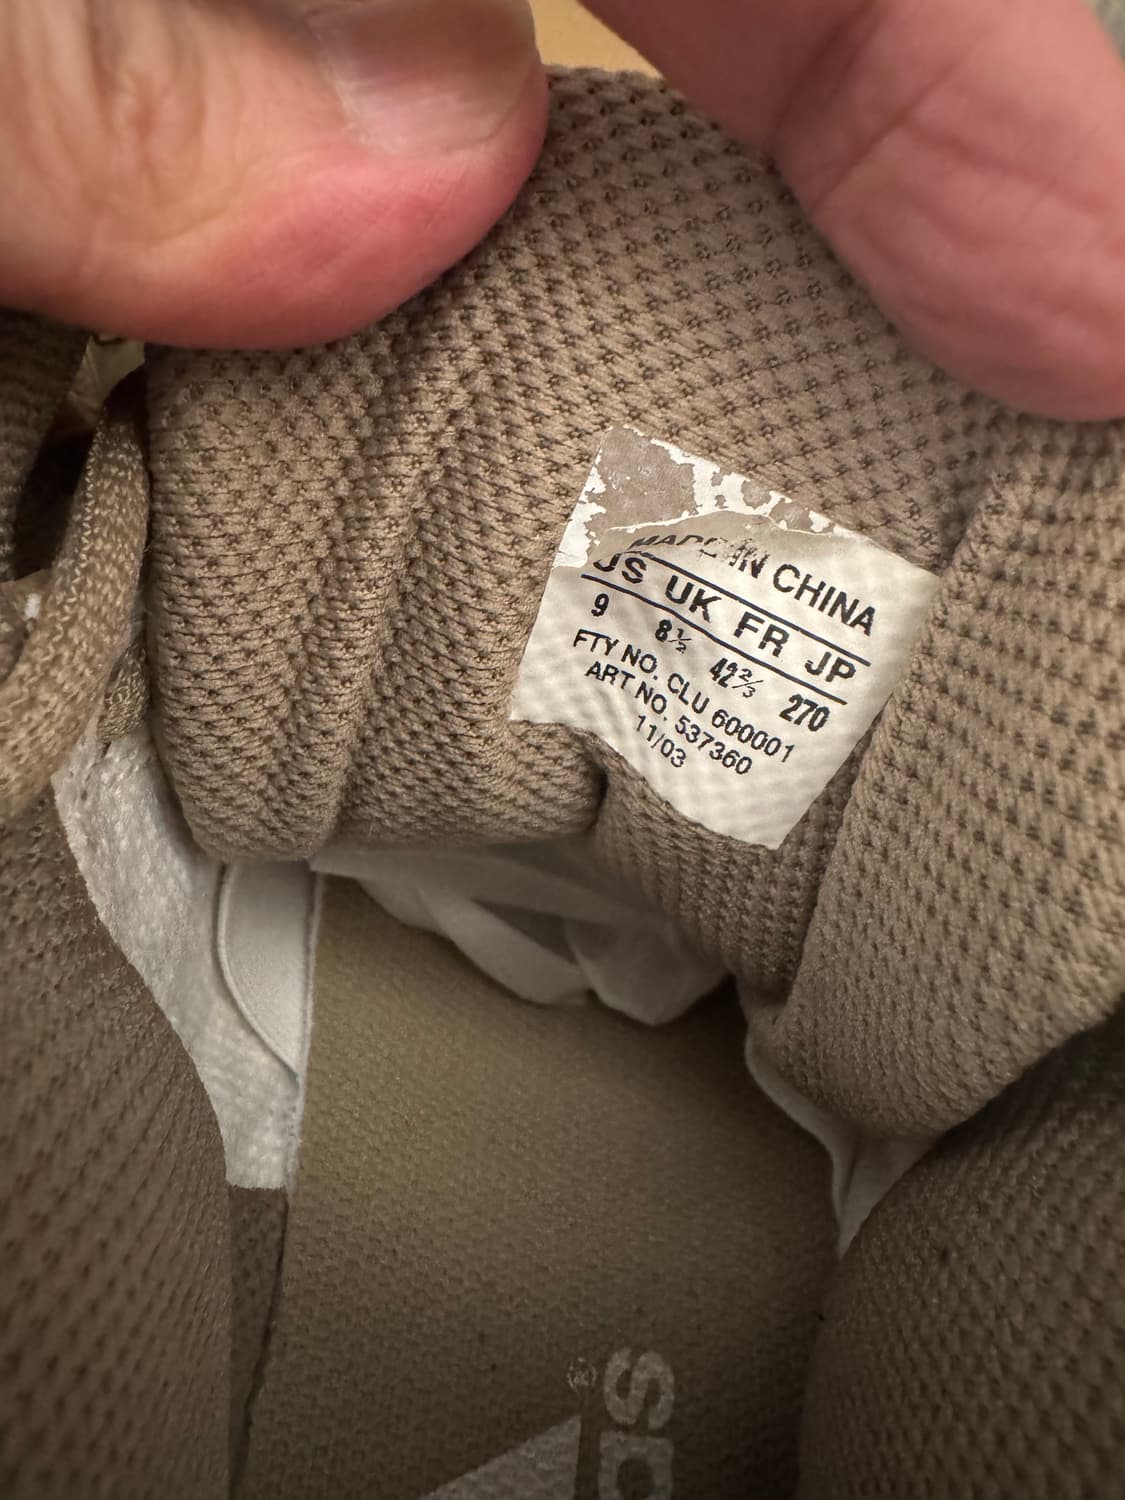 MADE IN CHINA
US UK FR JP
9 8½ 42⅔ 270
FTY NO. CLU 600001
ART NO. 537360
11/03
®